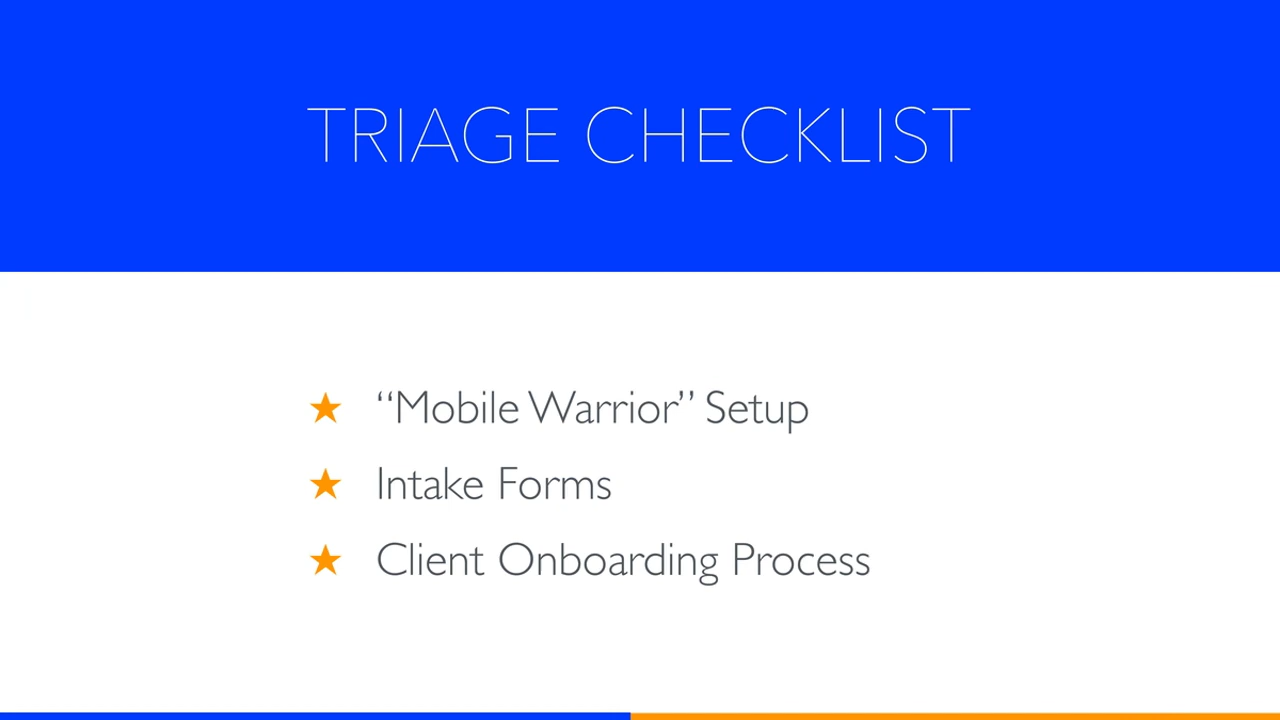 TRIAGE CHECKLIST
“Mobile Warrior” Setup
Intake Forms
Client Onboarding Process